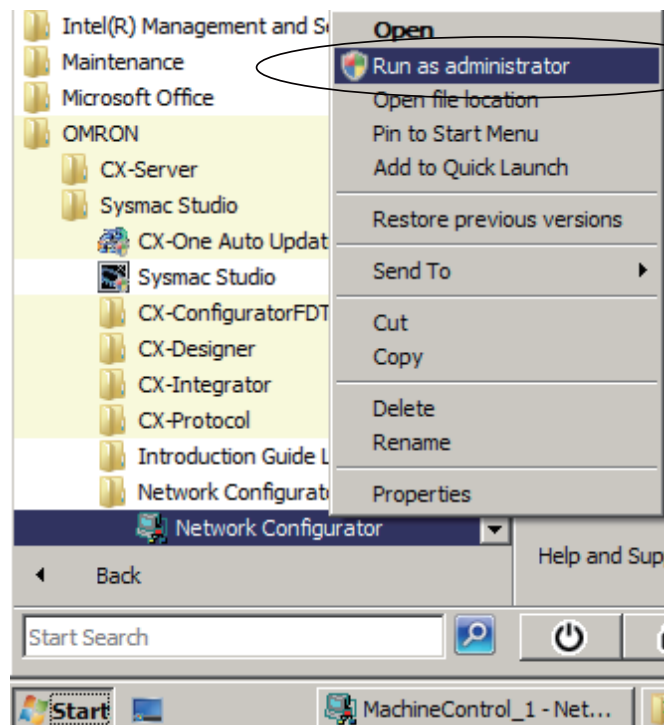 Intel(R) Management and S
Maintenance
Microsoft Office
OMRON
CX-Server
Sysmac Studio
CX-One Auto Updat
Sysmac Studio
CX-ConfiguratorFDT
CX-Designer
CX-Integrator
CX-Protocol
Introduction Guide L
Network Configurat
Network Configurator
Back
Start Search
Open
Run as administrator
Open file location
Pin to Start Menu
Add to Quick Launch
Restore previous versions
Send To
Cut
Copy
Delete
Rename
Properties
Help and Sup
Start
MachineControl_1 - Net...